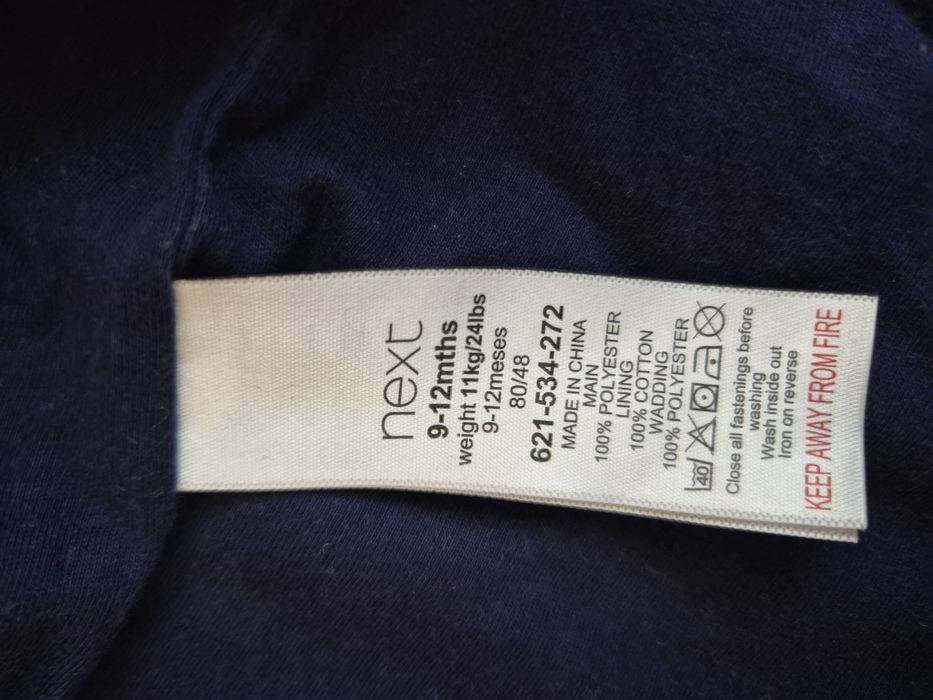 next
9-12mths
weight 11kg/24lbs
9-12meses
80/48
621-534-272
MADE IN CHINA
MAIN
100% POLYESTER
LINING
100% COTTON
WADDING
100% POLYESTER
40
Close all fastenings before
washing
Wash inside out
Iron on reverse
KEEP AWAY FROM FIRE